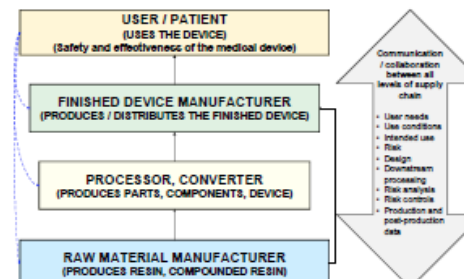 USER / PATIENT
(USES THE DEVICE)
(Safety and effectiveness of the medical device)
FINISHED DEVICE MANUFACTURER
(PRODUCES / DISTRIBUTES THE FINISHED DEVICE)
PROCESSOR, CONVERTER
(PRODUCES PARTS, COMPONENTS, DEVICE)
RAW MATERIAL MANUFACTURER
(PRODUCES RESIN, COMPOUNDED RESIN)
Communication
/ collaboration
between all
levels of supply
chain
• User needs
• Use conditions
• Intended use
• Risk
• Design
• Downstream
processing
• Risk analysis
• Risk controls
• Production and
post-production
data